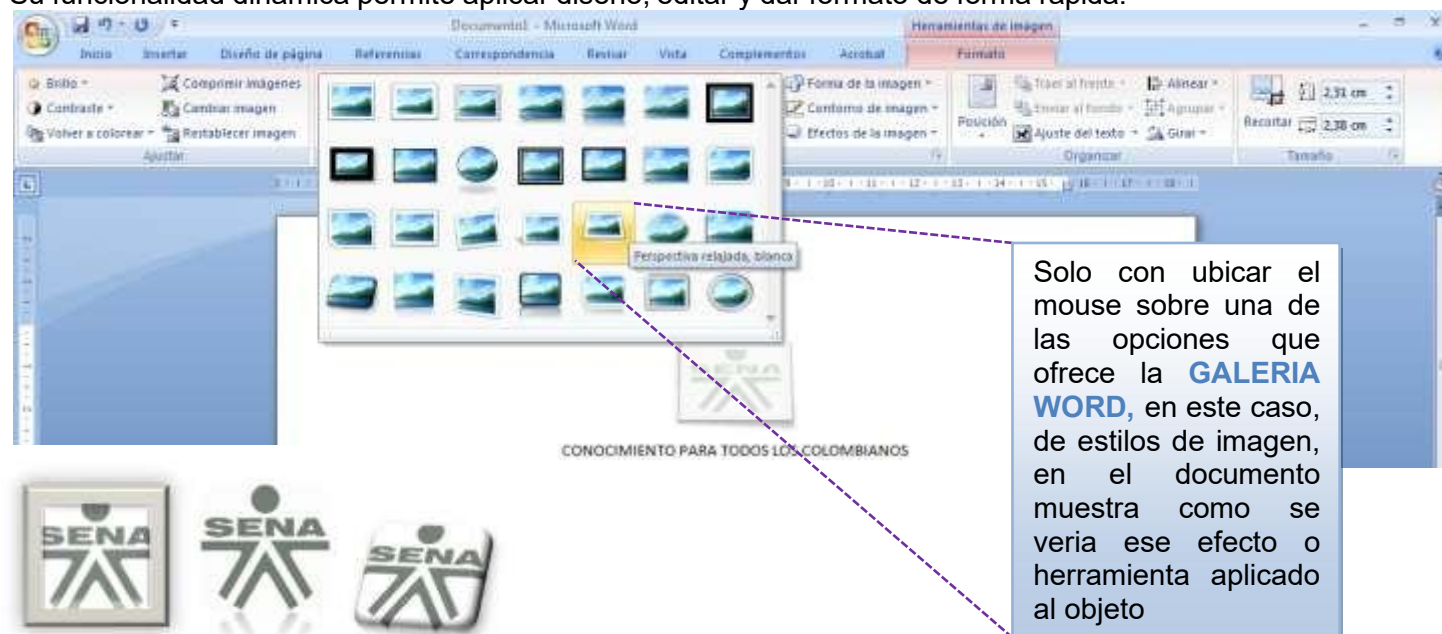 Su funcionalidad dinámica permite aplicar diseño, editar y dar formato de forma rápida.
Documento1 - Microsoft Word
Herramientas de imagen
Inicio Insertar Diseño de página Referencias Correspondencia Revisar Vista Complementos Acrobat Formato
Brillo Comprimir imágenes Forma de la imagen Traer al frente Alinear 2,31 cm
Contraste Cambiar imagen Contorno de imagen Enviar al fondo Agrupar
Volver a colorear Restablecer imagen Efectos de la imagen Posición Ajuste del texto Girar Recortar 2,38 cm
Ajustar Organizar Tamaño
Perspectiva relajada, blanca
Solo con ubicar el
mouse sobre una de
las opciones que
ofrece la GALERIA
WORD, en este caso,
de estilos de imagen,
en el documento
muestra como se
veria ese efecto o
herramienta aplicado
al objeto
SENA
CONOCIMIENTO PARA TODOS LOS COLOMBIANOS
SENA
SENA
SENA